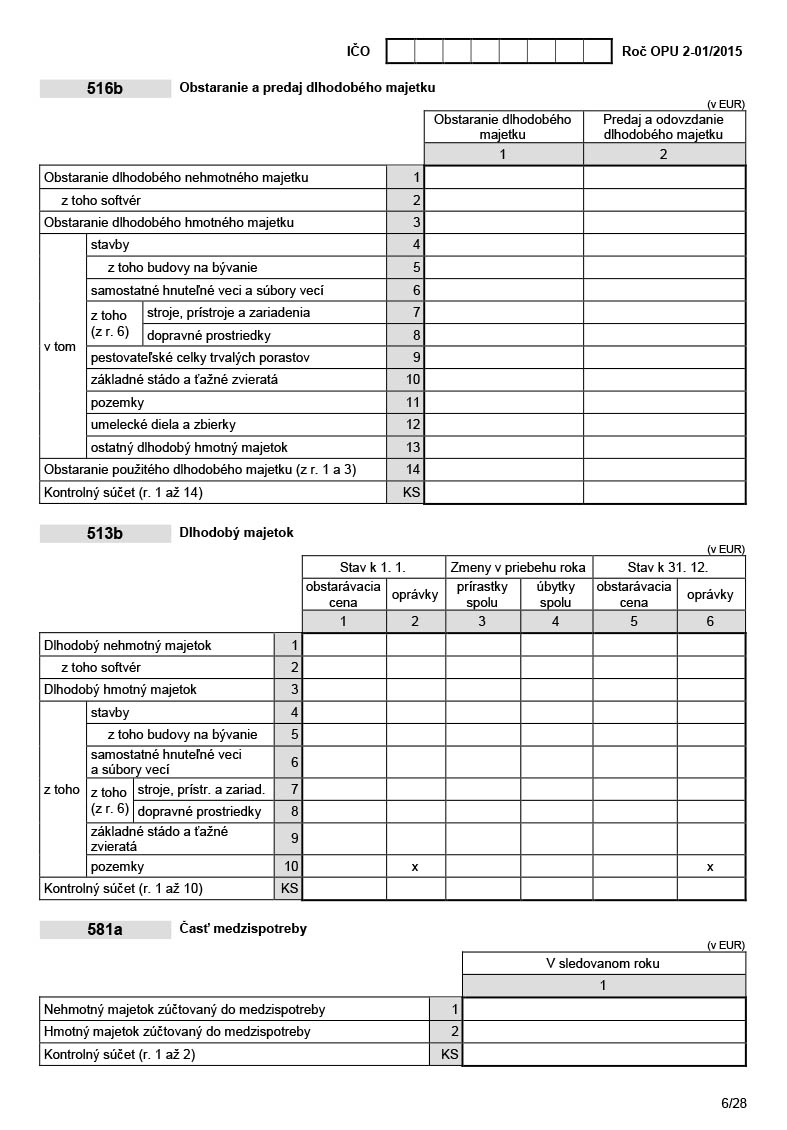 IČO Roč OPU 2-01/2015
516b Obstaranie a predaj dlhodobého majetku
(v EUR)
Obstaranie dlhodobého majetku Predaj a odovzdanie dlhodobého majetku
1 2
Obstaranie dlhodobého nehmotného majetku 1
z toho softvér 2
Obstaranie dlhodobého hmotného majetku 3
v tom
stavby 4
z toho budovy na bývanie 5
samostatné hnuteľné veci a súbory vecí 6
z toho (z r. 6)
stroje, prístroje a zariadenia 7
dopravné prostriedky 8
pestovateľské celky trvalých porastov 9
základné stádo a ťažné zvieratá 10
pozemky 11
umelecké diela a zbierky 12
ostatný dlhodobý hmotný majetok 13
Obstaranie použitého dlhodobého majetku (z r. 1 a 3) 14
Kontrolný súčet (r. 1 až 14) KS
513b Dlhodobý majetok
(v EUR)
Stav k 1. 1. Zmeny v priebehu roka Stav k 31. 12.
obstarávacia cena oprávky prírastky spolu úbytky spolu obstarávacia cena oprávky
1 2 3 4 5 6
Dlhodobý nehmotný majetok 1
z toho softvér 2
Dlhodobý hmotný majetok 3
z toho
stavby 4
z toho budovy na bývanie 5
samostatné hnuteľné veci a súbory vecí 6
z toho (z r. 6)
stroje, prístr. a zariad. 7
dopravné prostriedky 8
základné stádo a ťažné zvieratá 9
pozemky 10 x x
Kontrolný súčet (r. 1 až 10) KS
581a Časť medzispotreby
(v EUR)
V sledovanom roku
1
Nehmotný majetok zúčtovaný do medzispotreby 1
Hmotný majetok zúčtovaný do medzispotreby 2
Kontrolný súčet (r. 1 až 2) KS
6/28